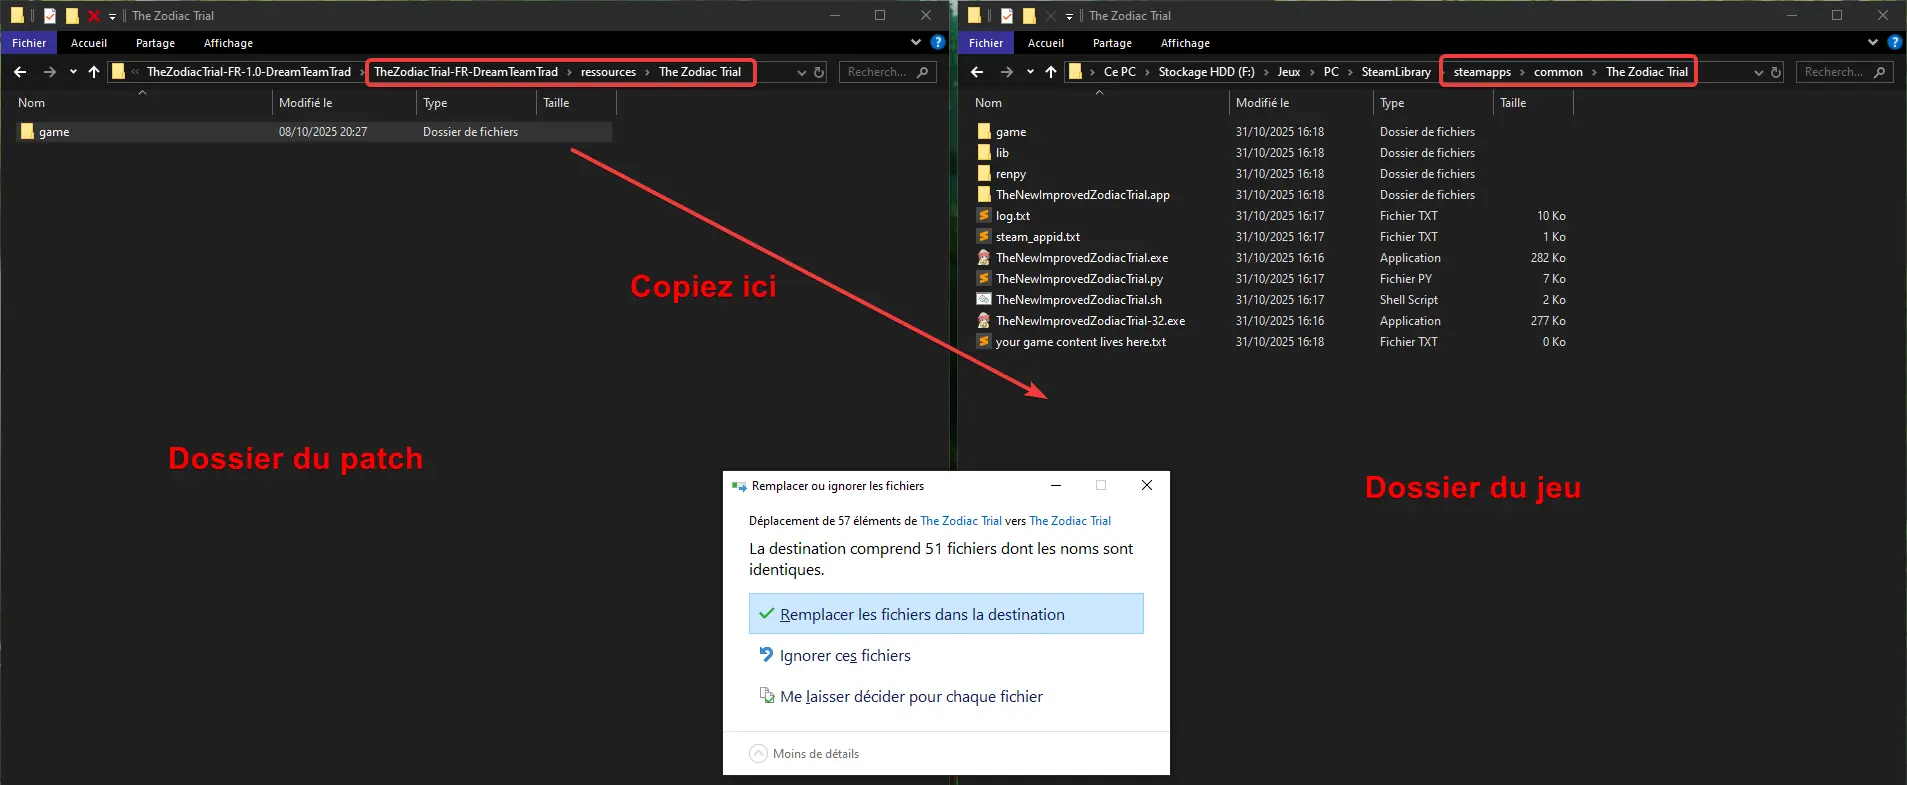 The Zodiac Trial
Fichier Accueil Partage Affichage
« TheZodiacTrial-FR-1.0-DreamTeamTrad > TheZodiacTrial-FR-DreamTeamTrad > ressources > The Zodiac Trial Recherch...
Nom Modifié le Type Taille
game 08/10/2025 20:27 Dossier de fichiers
Copiez ici
Dossier du patch
The Zodiac Trial
Fichier Accueil Partage Affichage
> Ce PC > Stockage HDD (F:) > Jeux > PC > SteamLibrary > steamapps > common > The Zodiac Trial Recherch...
Nom Modifié le Type Taille
game 31/10/2025 16:18 Dossier de fichiers
lib 31/10/2025 16:18 Dossier de fichiers
renpy 31/10/2025 16:18 Dossier de fichiers
TheNewImprovedZodiacTrial.app 31/10/2025 16:18 Dossier de fichiers
log.txt 31/10/2025 16:17 Fichier TXT 10 Ko
steam_appid.txt 31/10/2025 16:17 Fichier TXT 1 Ko
TheNewImprovedZodiacTrial.exe 31/10/2025 16:16 Application 282 Ko
TheNewImprovedZodiacTrial.py 31/10/2025 16:17 Fichier PY 7 Ko
TheNewImprovedZodiacTrial.sh 31/10/2025 16:17 Shell Script 2 Ko
TheNewImprovedZodiacTrial-32.exe 31/10/2025 16:16 Application 277 Ko
your game content lives here.txt 31/10/2025 16:18 Fichier TXT 0 Ko
Dossier du jeu
Remplacer ou ignorer les fichiers
Déplacement de 57 éléments de The Zodiac Trial vers The Zodiac Trial
La destination comprend 51 fichiers dont les noms sont
identiques.
Remplacer les fichiers dans la destination
Ignorer ces fichiers
Me laisser décider pour chaque fichier
Moins de détails